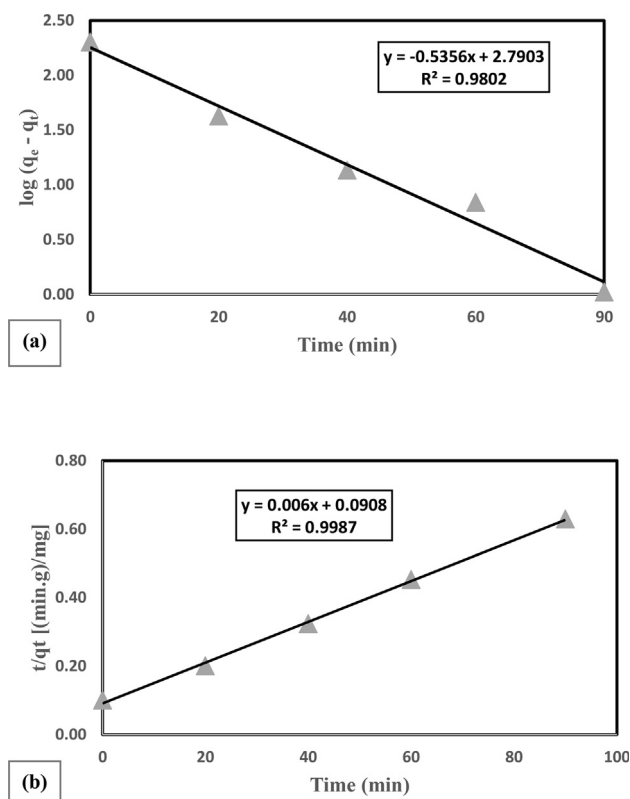 2.50
y = -0.5356x + 2.7903
R² = 0.9802
2.00
1.50
log (qₑ - qₜ)
1.00
0.50
0.00
0 20 40 60 90
Time (min)
(a)
0.80
y = 0.006x + 0.0908
R² = 0.9987
0.60
t/qt [(min.g)/mg]
0.40
0.20
0.00
0 20 40 60 80 100
Time (min)
(b)